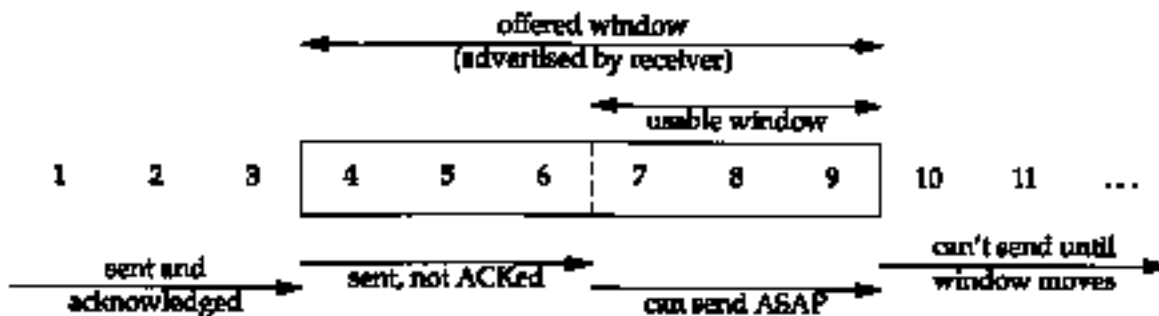 offered window
(advertised by receiver)
usable window
1 2 3 4 5 6 7 8 9 10 11 ...
sent and
acknowledged
sent, not ACKed
can send ASAP
can't send until
window moves